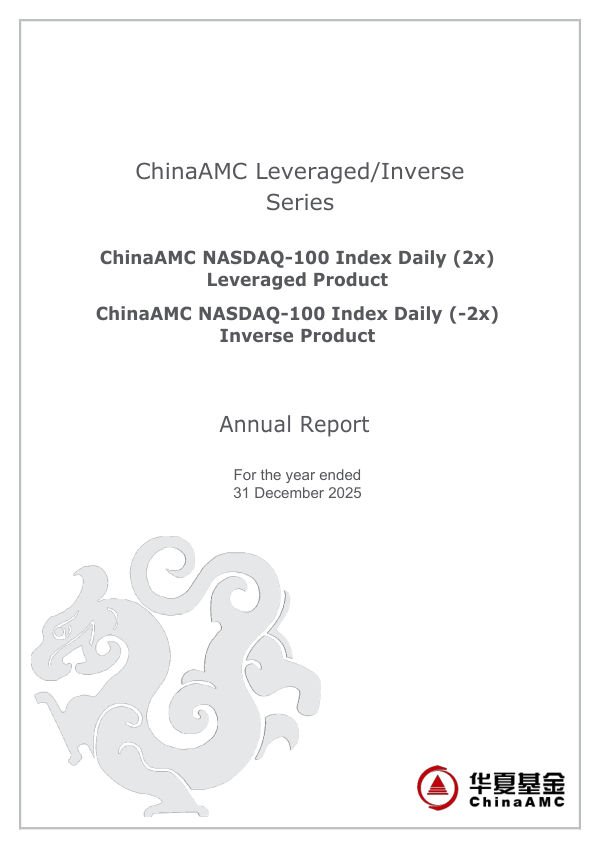 ChinaAMC Leveraged/Inverse
Series
ChinaAMC NASDAQ-100 Index Daily (2x)
Leveraged Product
ChinaAMC NASDAQ-100 Index Daily (-2x)
Inverse Product
Annual Report
For the year ended
31 December 2025
华夏基金
ChinaAMC